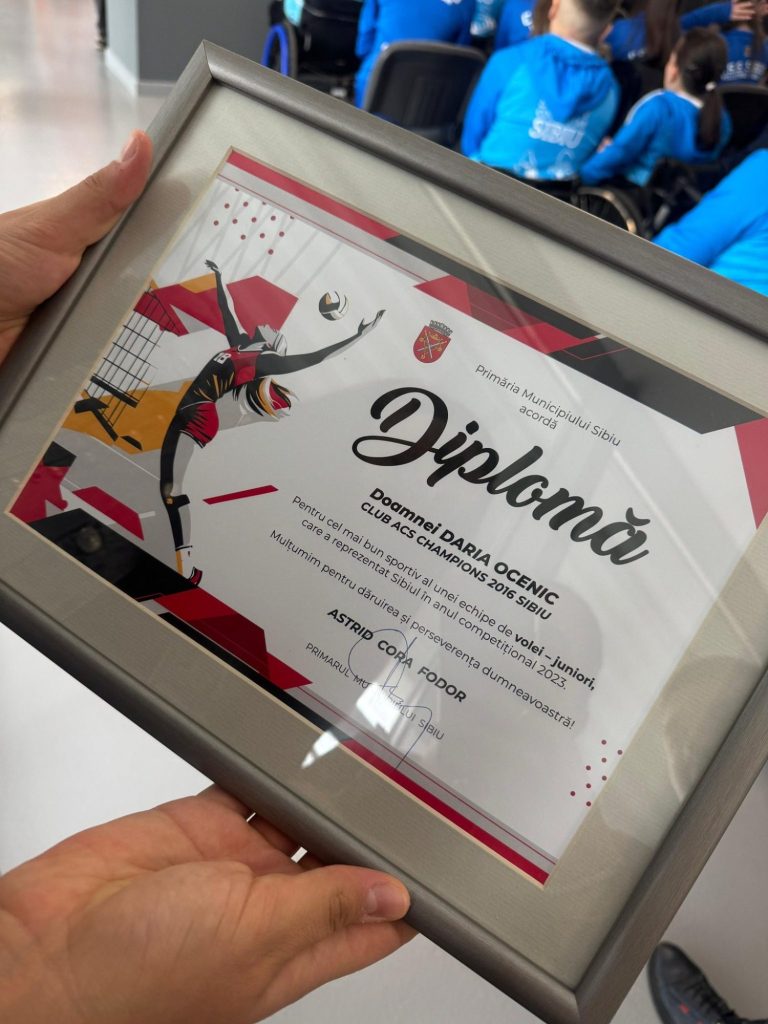 SIBIU
Primăria Municipiului Sibiu
acordă
Diplomă
Doamnei DARIA OCENIC
CLUB ACS CHAMPIONS 2016 SIBIU
Pentru cel mai bun sportiv al unei echipe de volei – juniori,
care a reprezentat Sibiul în anul competițional 2023.
Mulțumim pentru dăruirea și perseverența dumneavoastră!
ASTRID CORA FODOR
PRIMARUL SIBIU